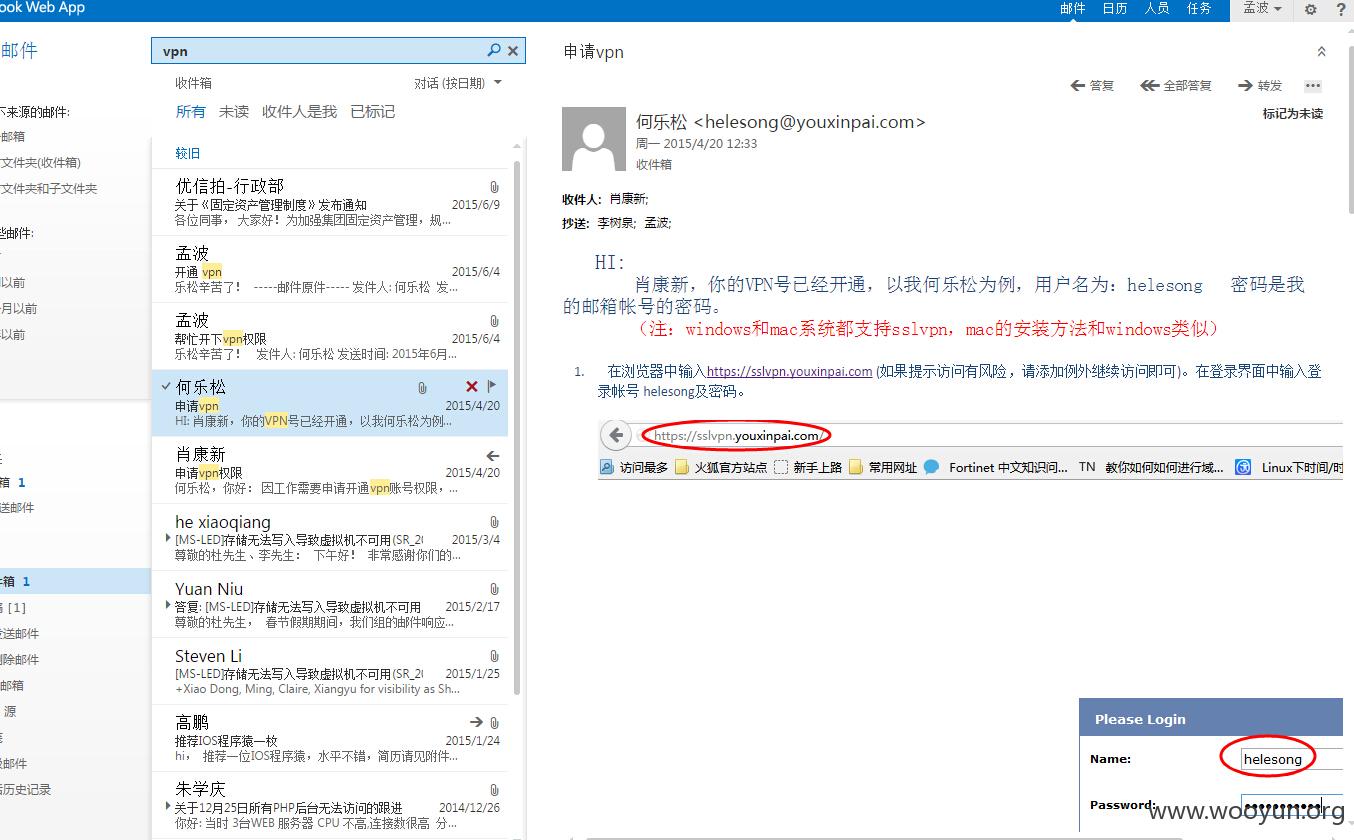 ook Web App
邮件 日历 人员 任务 孟波 ?
邮件
vpn
收件箱 对话 (按日期)
所有 未读 收件人是我 已标记
下来源的邮件:
邮箱
文件夹(收件箱)
文件夹和子文件夹
些邮件:
以前
月以前
以前
箱 1
送邮件
箱 1
[1]
送邮件
删除邮件
邮箱
源
邮件
历史记录
较旧
优信拍-行政部
关于《固定资产管理制度》发布通知 2015/6/9
各位同事， 大家好！为加强集团固定资产管理，规...
孟波
开通 vpn 2015/6/4
乐松辛苦了！ -----邮件原件----- 发件人: 何乐松 发...
孟波
帮忙开下vpn权限 2015/6/4
乐松辛苦了！ 发件人: 何乐松 发送时间: 2015年6月...
何乐松
申请vpn 2015/4/20
HI: 肖康新，你的VPN号已经开通，以我何乐松为例...
肖康新
申请vpn权限 2015/4/20
何乐松，你好： 因工作需要申请开通vpn账号权限，...
he xiaoqiang
[MS-LED]存储无法写入导致虚拟机不可用(SR_20 2015/3/4
尊敬的杜先生、李先生： 下午好！ 非常感谢你们的...
Yuan Niu
答复: [MS-LED]存储无法写入导致虚拟机不可用 2015/2/17
尊敬的杜先生， 春节假期期间，我们组的邮件响应...
Steven Li
[MS-LED]存储无法写入导致虚拟机不可用(SR_20 2015/1/25
+Xiao Dong, Ming, Claire, Xiangyu for visibility as Sh...
高鹏
推荐IOS程序猿一枚 2015/1/24
hi， 推荐一位IOS程序猿，水平不错，简历请见附件...
朱学庆
关于12月25日所有PHP后台无法访问的跟进 2014/12/26
你好: 当时 3台WEB 服务器 CPU 不高,连接数很高 分...
申请vpn
答复 全部答复 转发 ...
标记为未读
何乐松 <helesong@youxinpai.com>
周一 2015/4/20 12:33
收件箱
收件人: 肖康新;
抄送: 李树泉; 孟波;
HI:
肖康新，你的VPN号已经开通，以我何乐松为例，用户名为：helesong 密码是我
的邮箱帐号的密码。
（注：windows和mac系统都支持sslvpn，mac的安装方法和windows类似）
1. 在浏览器中输入https://sslvpn.youxinpai.com (如果提示访问有风险，请添加例外继续访问即可)。在登录界面中输入登
录帐号 helesong及密码。
https://sslvpn.youxinpai.com/
访问最多 火狐官方站点 新手上路 常用网址 Fortinet 中文知识问... TN 教你如何如何进行域... Linux下时间/时
Please Login
Name: helesong
Password: •••••••••••
www.wooyun.org